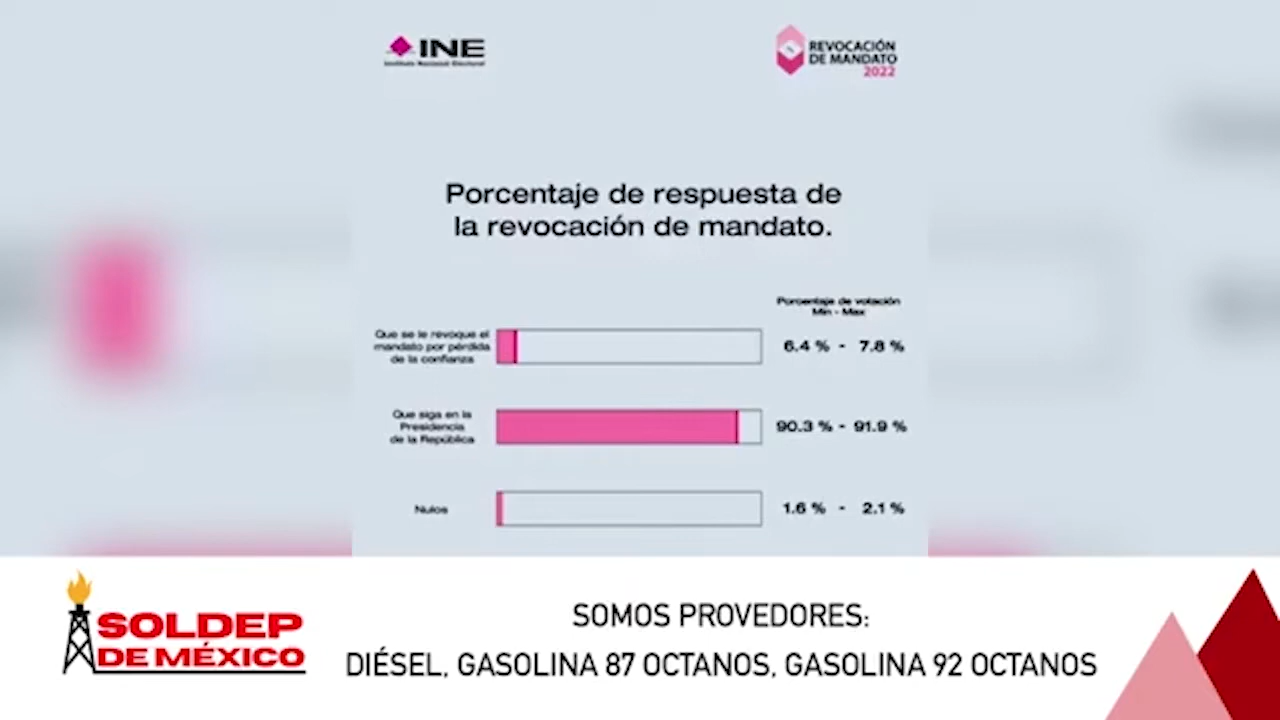 INE
Instituto Nacional Electoral
REVOCACIÓN
DE MANDATO
2022
Porcentaje de respuesta de
la revocación de mandato.
Porcentaje de votación
Min - Max
Que se le revoque el
mandato por pérdida
de la confianza
6.4 % - 7.8 %
Que siga en la
Presidencia
de la República
90.3 % - 91.9 %
Nulos
1.6 % - 2.1 %
SOLDEP
DE MÉXICO
SOMOS PROVEDORES:
DIÉSEL, GASOLINA 87 OCTANOS, GASOLINA 92 OCTANOS